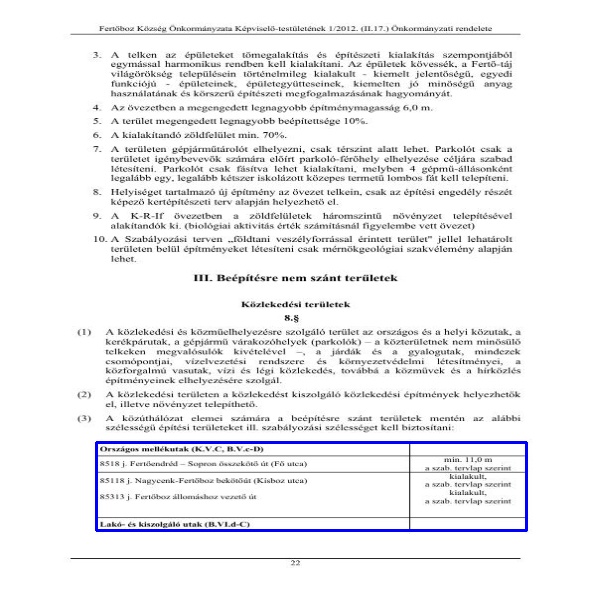 Fertőboz Község Önkormányzata Képviselő-testületének 1/2012. (II.17.) Önkormányzati rendelete
3. A telken az épületeket tömegalakítás és építészeti kialakítás szempontjából
egymással harmonikus rendben kell kialakítani. Az épületek kövessék, a Fertő-táj
világörökség településein történelmileg kialakult - kiemelt jelentőségű, egyedi
funkciójú - épületeinek, épületegyütteseinek, kiemelten jó minőségű anyag
használatának és körszerű építészeti megfogalmazásának hagyományát.
4. Az övezetben a megengedett legnagyobb építménymagasság 6,0 m.
5. A terület megengedett legnagyobb beépítettsége 10%.
6. A kialakítandó zöldfelület min. 70%.
7. A területen gépjárműtárolót elhelyezni, csak térszint alatt lehet. Parkolót csak a
területet igénybevevők számára előírt parkoló-férőhely elhelyezése céljára szabad
létesíteni. Parkolót csak fásítva lehet kialakítani, melyben 4 gépmű-állásonként
legalább egy, legalább kétszer iskolázott közepes termetű lombos fát kell telepíteni.
8. Helyiséget tartalmazó új építmény az övezet telkein, csak az építési engedély részét
képező kertépítészeti terv alapján helyezhető el.
9. A K-R-If övezetben a zöldfelületek háromszintű növényzet telepítésével
alakítandók ki. (biológiai aktivitás érték számításnál figyelembe vett övezet)
10. A Szabályozási terven „földtani veszélyforrással érintett terület" jellel lehatárolt
területen belül építményeket létesíteni csak mérnökgeológiai szakvélemény alapján
lehet.
III. Beépítésre nem szánt területek
Közlekedési területek
8.§
(1) A közlekedési és közműelhelyezésre szolgáló terület az országos és a helyi közutak, a
kerékpárutak, a gépjármű várakozóhelyek (parkolók) – a közterületnek nem minősülő
telkeken megvalósulók kivételével –, a járdák és a gyalogutak, mindezek
csomópontjai, vízelvezetési rendszere és környezetvédelmi létesítményei, a
közforgalmú vasutak, vízi és légi közlekedés, továbbá a közművek és a hírközlés
építményeinek elhelyezésére szolgál.
(2) A közlekedési területen a közlekedést kiszolgáló közlekedési építmények helyezhetők
el, illetve növényzet telepíthető.
(3) A közúthálózat elemei számára a beépítésre szánt területek mentén az alábbi
szélességű építési területeket ill. szabályozási szélességet kell biztosítani:
Országos mellékutak (K.V.C, B.V.c-D)
8518 j. Fertőendréd – Sopron összekötő út (Fő utca) min. 11,0 m
a szab. tervlap szerint
85118 j. Nagycenk-Fertőboz bekötőút (Kisboz utca) kialakult,
a szab. tervlap szerint
85313 j. Fertőboz állomáshoz vezető út kialakult,
a szab. tervlap szerint
Lakó- és kiszolgáló utak (B.VI.d-C)
22